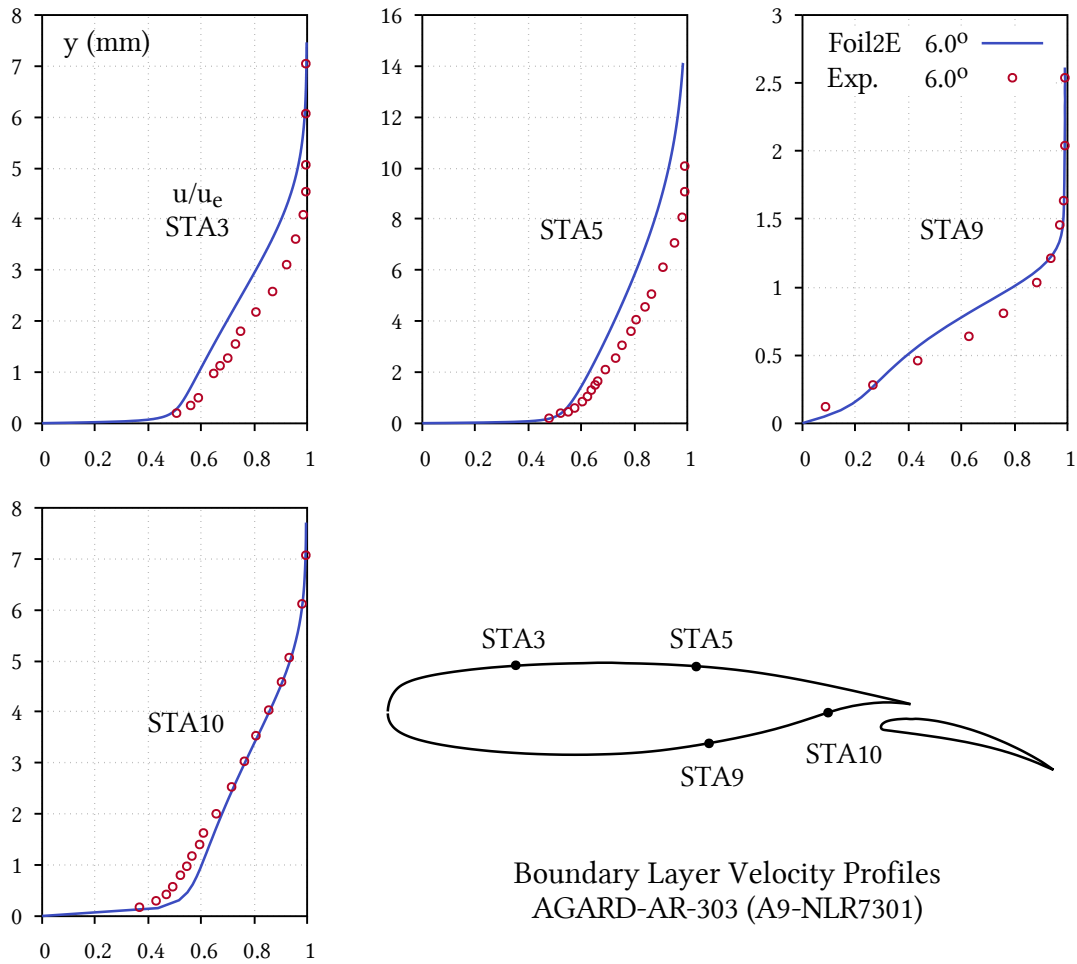 y (mm)
8
7
6
5
4
3
2
1
0
0 0.2 0.4 0.6 0.8 1
u/ue
STA3
16
14
12
10
8
6
4
2
0
0 0.2 0.4 0.6 0.8 1
STA5
Foil2E 6.0º
Exp. 6.0º
3
2.5
2
1.5
1
0.5
0
0 0.2 0.4 0.6 0.8 1
STA9
8
7
6
5
4
3
2
1
0
0 0.2 0.4 0.6 0.8 1
STA10
STA3 STA5
STA9 STA10
Boundary Layer Velocity Profiles
AGARD-AR-303 (A9-NLR7301)